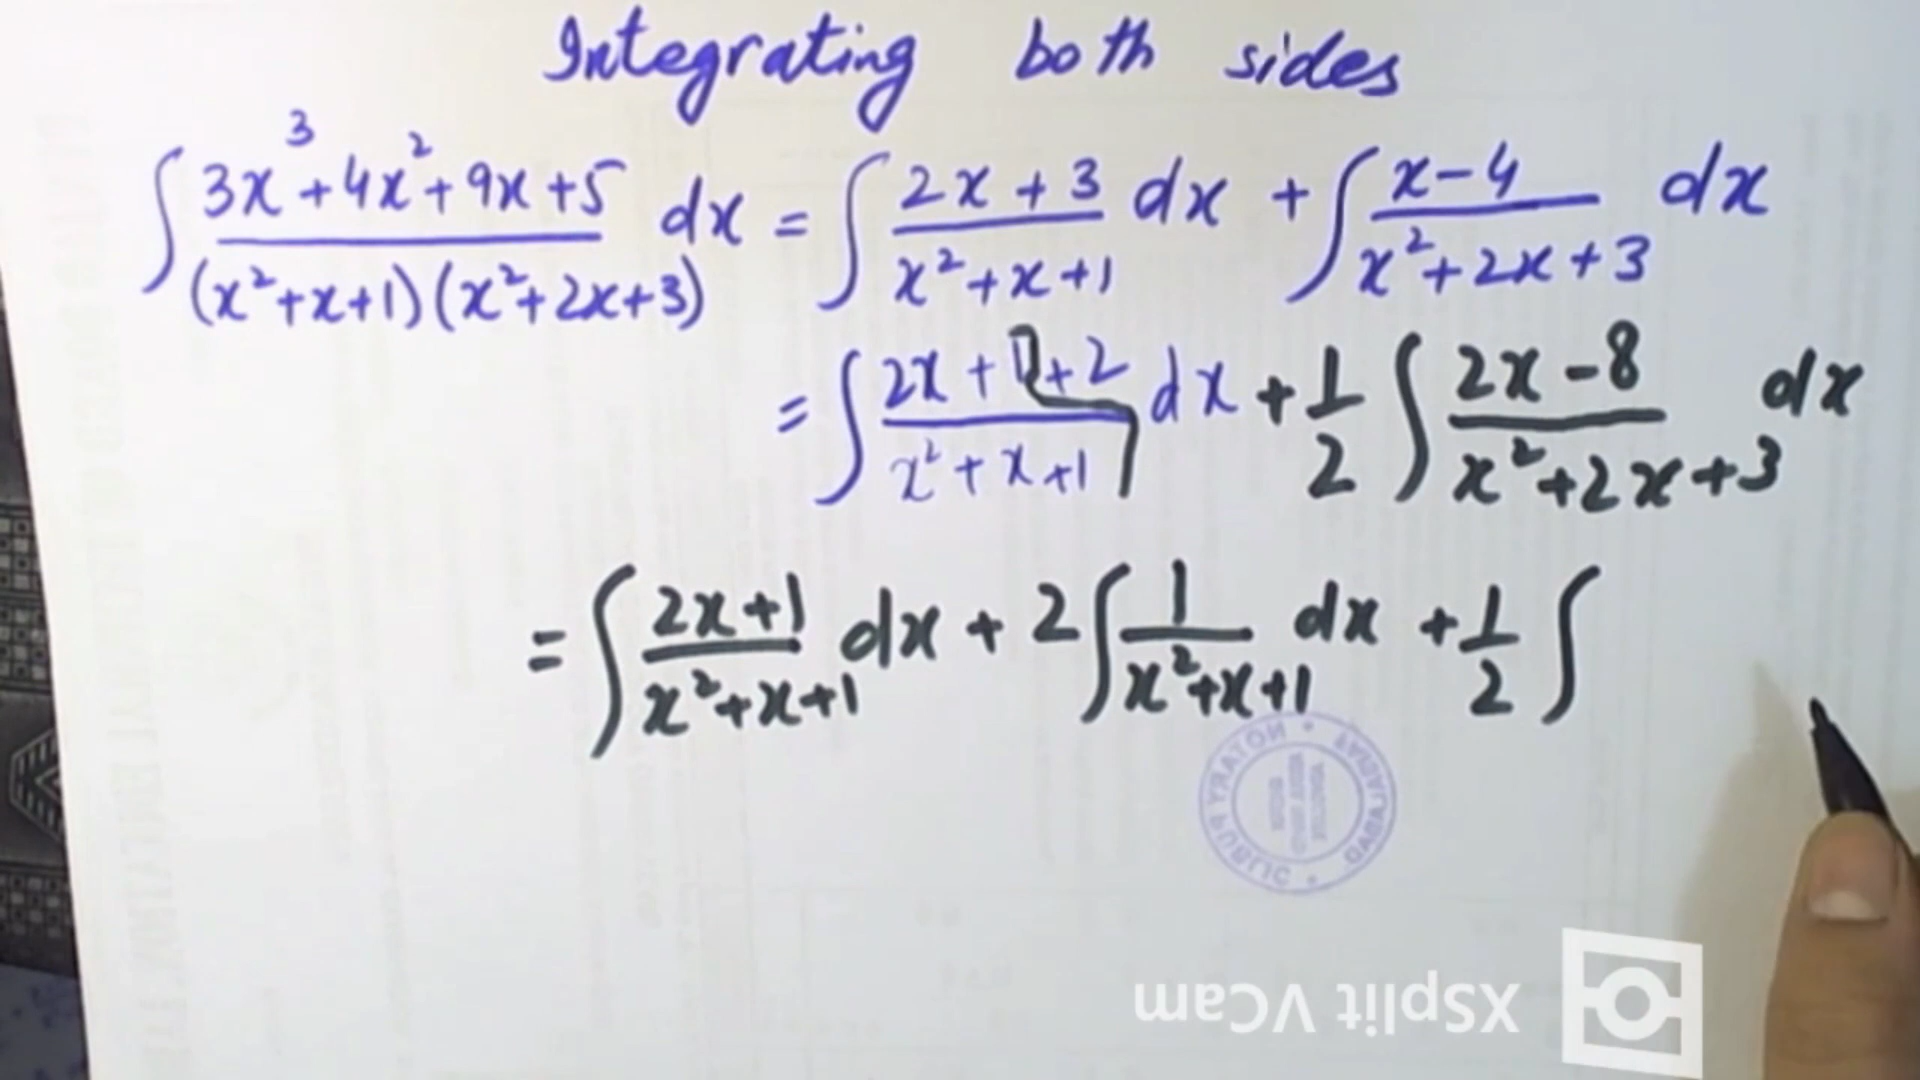 Integrating both sides
∫ 3x³+4x²+9x+5 / (x²+x+1)(x²+2x+3) dx = ∫ 2x+3 / x²+x+1 dx + ∫ x-4 / x²+2x+3 dx
= ∫ 2x+1+2 / x²+x+1 dx + 1/2 ∫ 2x-8 / x²+2x+3 dx
= ∫ 2x+1 / x²+x+1 dx + 2∫ 1 / x²+x+1 dx + 1/2 ∫
NOTARY PUBLIC
XSplit VCam